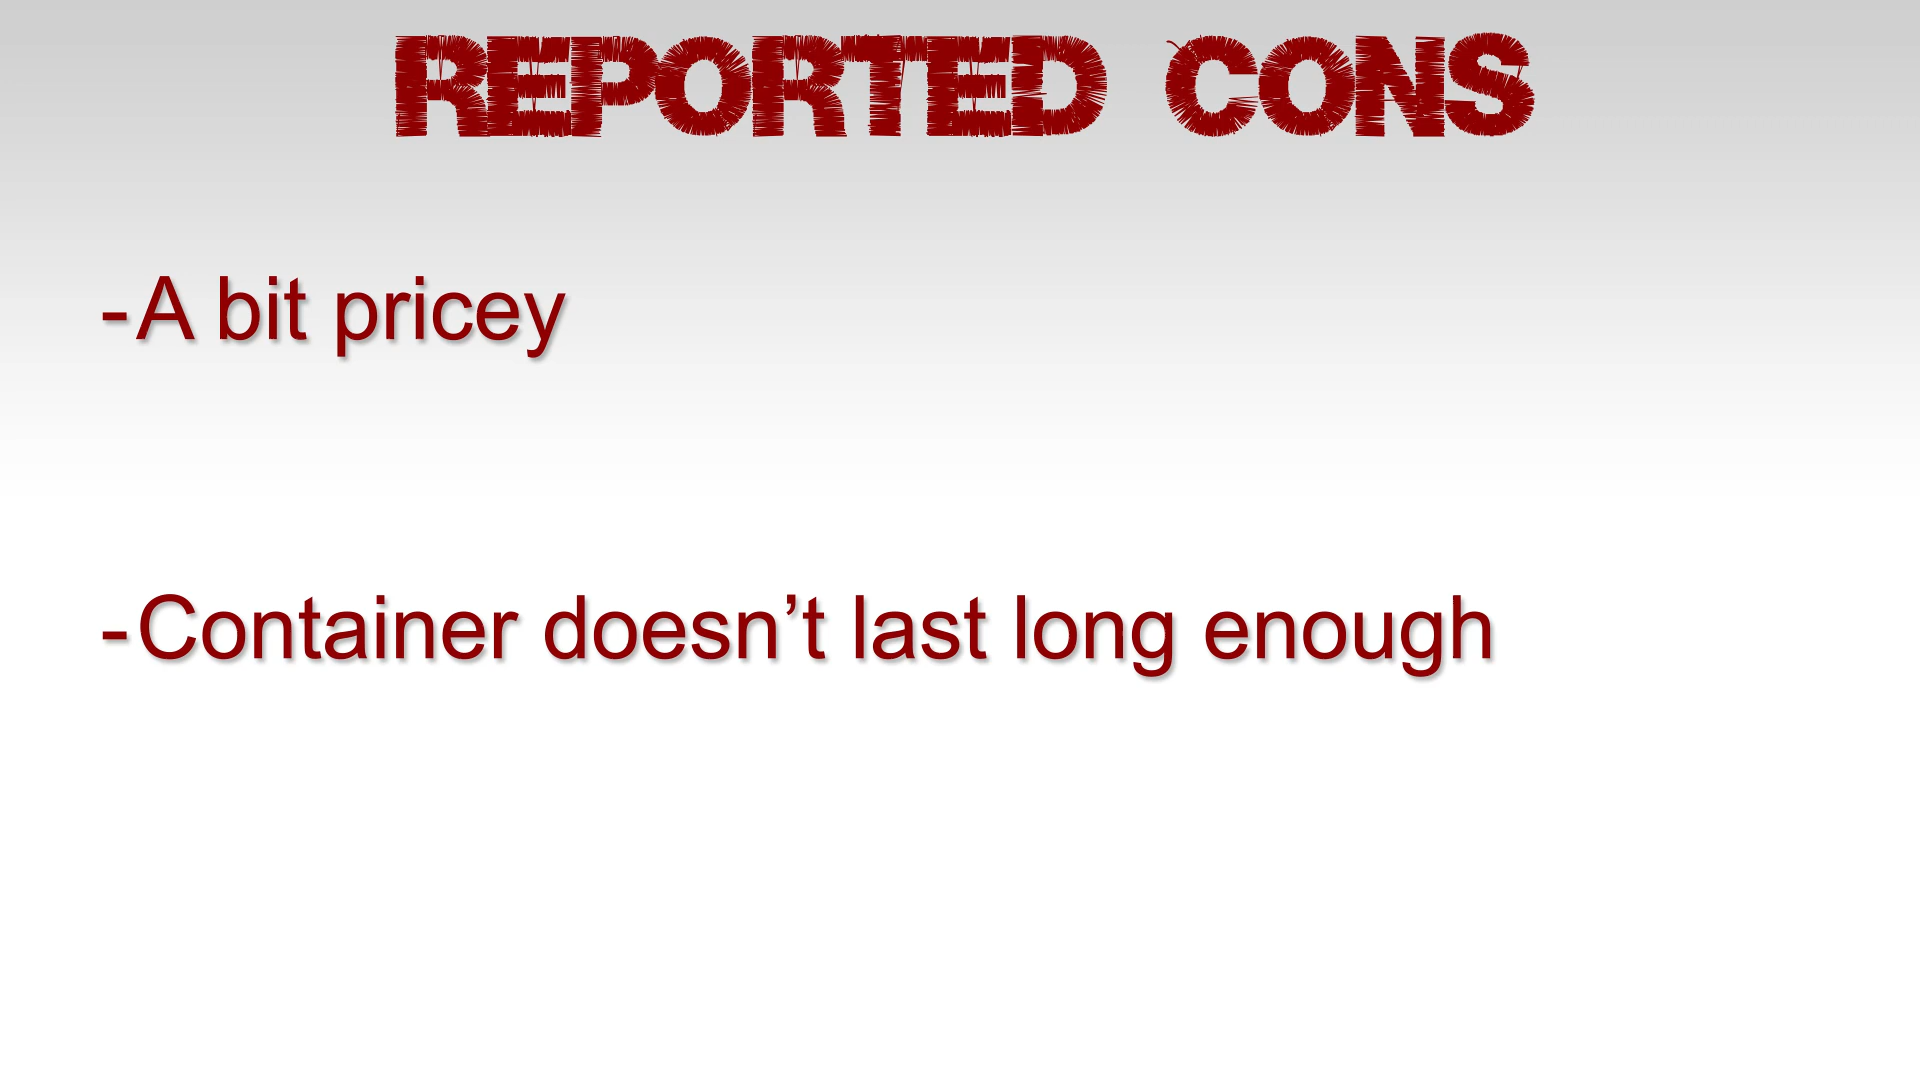 REPORTED CONS
-A bit pricey
-Container doesn’t last long enough